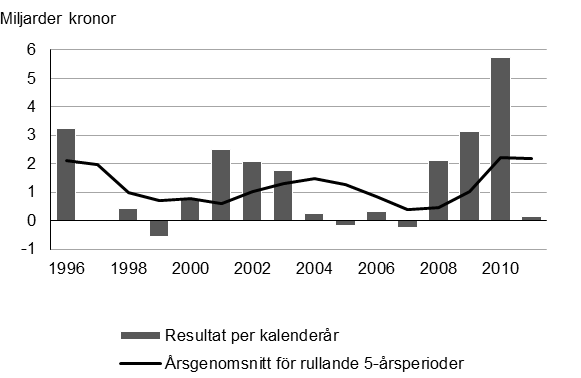 Miljarder kronor
6
5
4
3
2
1
0
-1
1996 1998 2000 2002 2004 2006 2008 2010
Resultat per kalenderår
Årsgenomsnitt för rullande 5-årsperioder